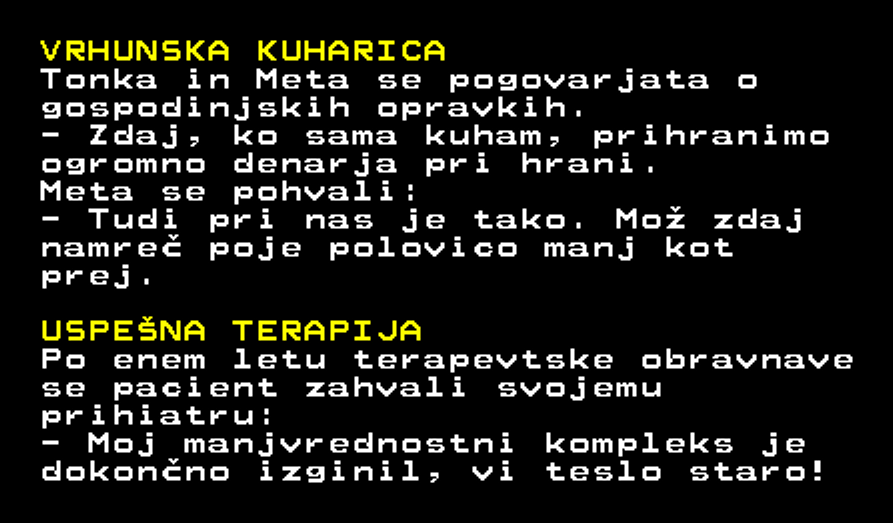 VRHUNSKA KUHARICA
Tonka in Meta se pogovarjata o
gospodinjskih opravkih.
- Zdaj, ko sama kuham, prihranimo
ogromno denarja pri hrani.
Meta se pohvali:
- Tudi pri nas je tako. Mož zdaj
namreč poje polovico manj kot
prej.
USPEŠNA TERAPIJA
Po enem letu terapevtske obravnave
se pacient zahvali svojemu
prihiatru:
- Moj manjvrednostni kompleks je
dokončno izginil, vi teslo staro!